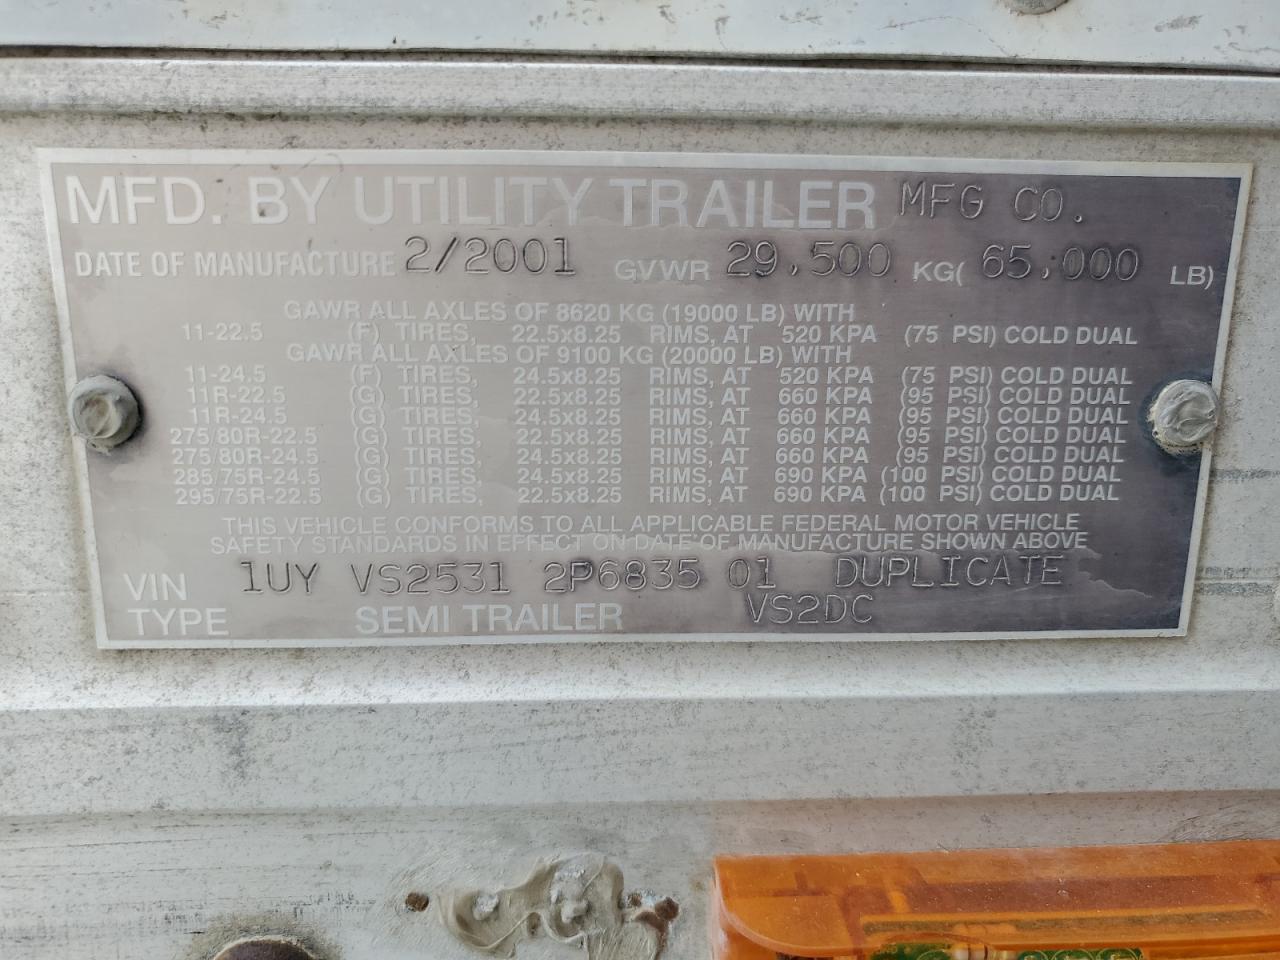 MFD. BY UTILITY TRAILER MFG CO.
DATE OF MANUFACTURE 2/2001 GVWR 29,500 KG( 65,000 LB)
GAWR ALL AXLES OF 8620 KG (19000 LB) WITH
11-22.5 (F) TIRES, 22.5x8.25 RIMS, AT 520 KPA (75 PSI) COLD DUAL
GAWR ALL AXLES OF 9100 KG (20000 LB) WITH
11-24.5 (F) TIRES, 24.5x8.25 RIMS, AT 520 KPA (75 PSI) COLD DUAL
11R-22.5 (G) TIRES, 22.5x8.25 RIMS, AT 660 KPA (95 PSI) COLD DUAL
11R-24.5 (G) TIRES, 24.5x8.25 RIMS, AT 660 KPA (95 PSI) COLD DUAL
275/80R-22.5 (G) TIRES, 22.5x8.25 RIMS, AT 660 KPA (95 PSI) COLD DUAL
275/80R-24.5 (G) TIRES, 24.5x8.25 RIMS, AT 660 KPA (95 PSI) COLD DUAL
285/75R-24.5 (G) TIRES, 24.5x8.25 RIMS, AT 690 KPA (100 PSI) COLD DUAL
295/75R-22.5 (G) TIRES, 22.5x8.25 RIMS, AT 690 KPA (100 PSI) COLD DUAL
THIS VEHICLE CONFORMS TO ALL APPLICABLE FEDERAL MOTOR VEHICLE
SAFETY STANDARDS IN EFFECT ON DATE OF MANUFACTURE SHOWN ABOVE
VIN 1UY VS2531 2P6835 01 DUPLICATE
TYPE SEMI TRAILER VS2DC